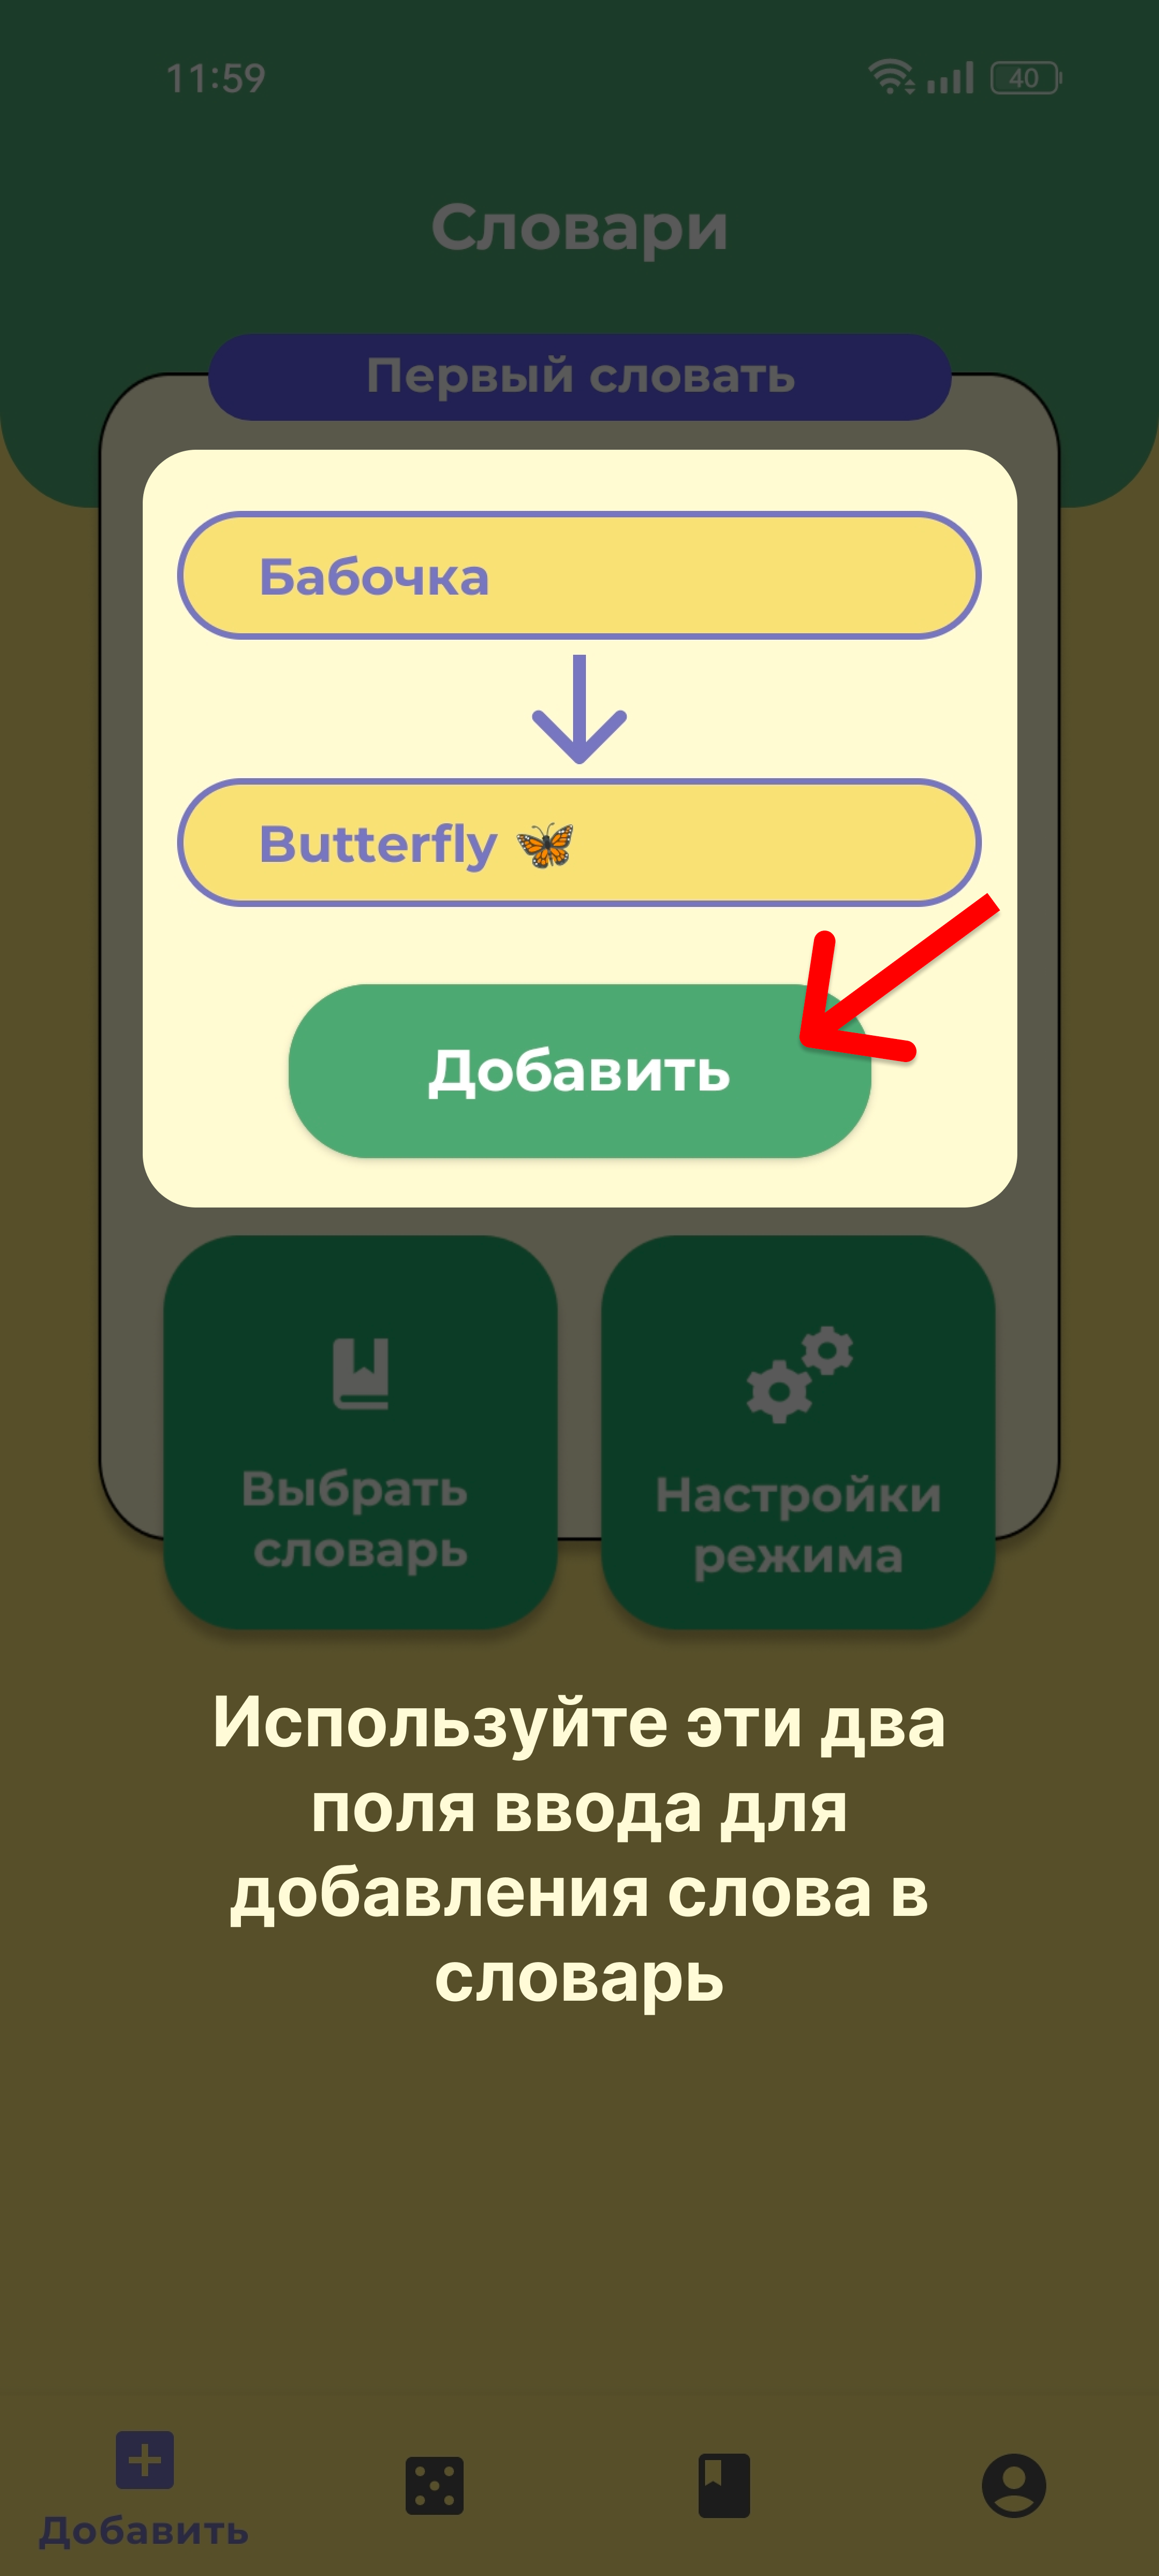 11:59
40
Словари
Первый словать
Бабочка
Butterfly 🦋
Добавить
Выбрать
словарь
Настройки
режима
Используйте эти два
поля ввода для
добавления слова в
словарь
Добавить